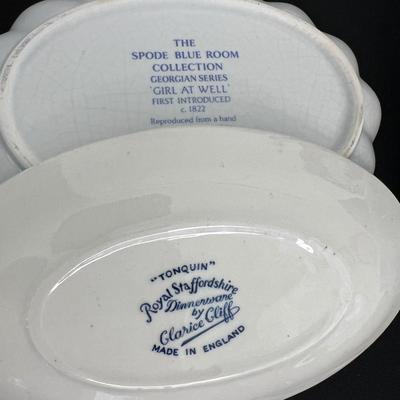 THE
SPODE BLUE ROOM
COLLECTION
GEORGIAN SERIES
'GIRL AT WELL'
FIRST INTRODUCED
c. 1822
Reproduced from a hand
"TONQUIN"
Royal Staffordshire
Dinnerware
by
Clarice Cliff
MADE IN ENGLAND